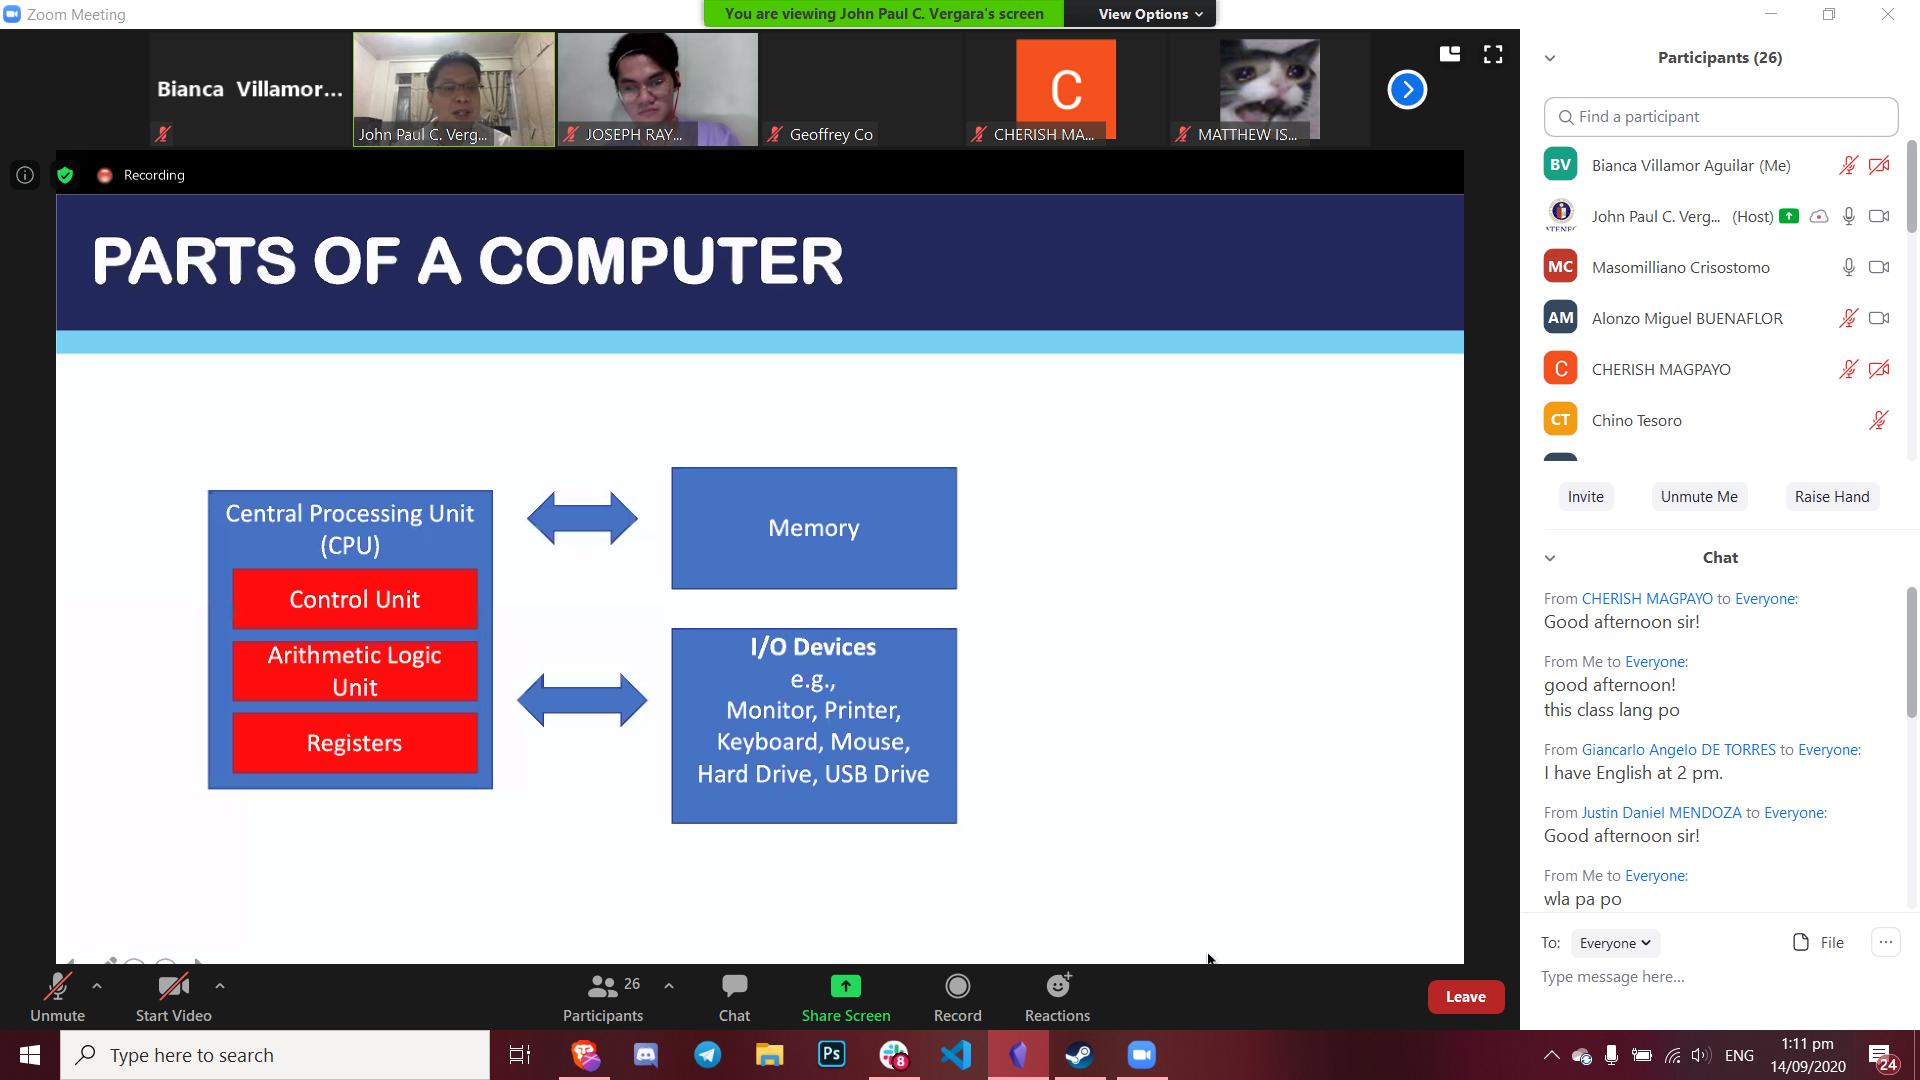 Zoom Meeting
You are viewing John Paul C. Vergara's screen
View Options
Bianca Villamor...
John Paul C. Verg...
JOSEPH RAY...
Geoffrey Co
C
CHERISH MA...
MATTHEW IS...
Recording
PARTS OF A COMPUTER
Central Processing Unit
(CPU)
Control Unit
Arithmetic Logic
Unit
Registers
Memory
I/O Devices
e.g.,
Monitor, Printer,
Keyboard, Mouse,
Hard Drive, USB Drive
Participants (26)
Find a participant
BV Bianca Villamor Aguilar (Me)
John Paul C. Verg... (Host)
MC Masomilliano Crisostomo
AM Alonzo Miguel BUENAFLOR
C CHERISH MAGPAYO
CT Chino Tesoro
Invite
Unmute Me
Raise Hand
Chat
From CHERISH MAGPAYO to Everyone:
Good afternoon sir!
From Me to Everyone:
good afternoon!
this class lang po
From Giancarlo Angelo DE TORRES to Everyone:
I have English at 2 pm.
From Justin Daniel MENDOZA to Everyone:
Good afternoon sir!
From Me to Everyone:
wla pa po
To: Everyone
File
Type message here...
Unmute
Start Video
26
Participants
Chat
Share Screen
Record
Reactions
Leave
Type here to search
Ps
8
ENG
1:11 pm
14/09/2020
24